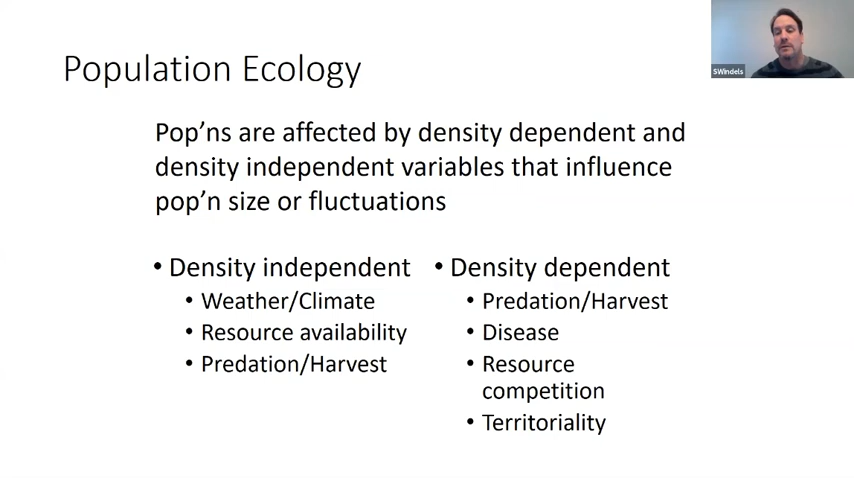 Population Ecology
SWindels
Pop’ns are affected by density dependent and
density independent variables that influence
pop’n size or fluctuations
• Density independent
• Weather/Climate
• Resource availability
• Predation/Harvest
• Density dependent
• Predation/Harvest
• Disease
• Resource
competition
• Territoriality